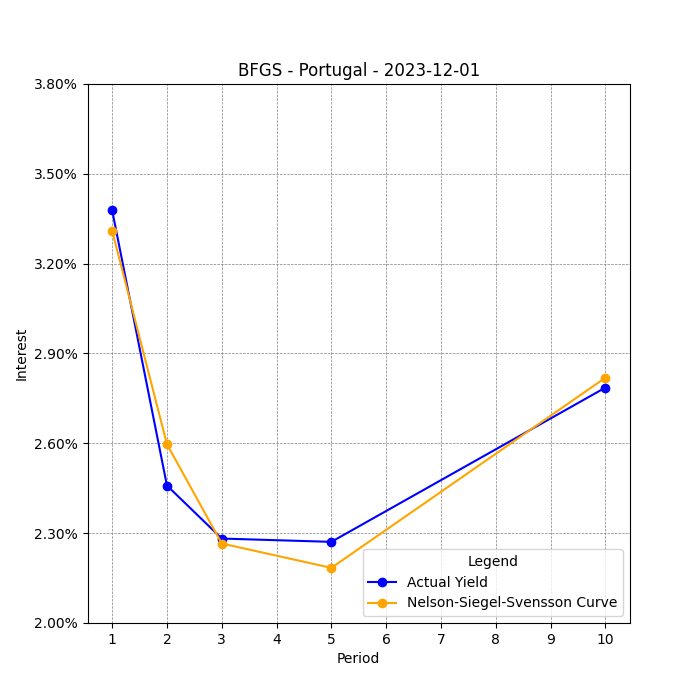 BFGS - Portugal - 2023-12-01
3.80%
3.50%
3.20%
2.90%
2.60%
2.30%
2.00%
Interest
1 2 3 4 5 6 7 8 9 10
Period
Legend
Actual Yield
Nelson-Siegel-Svensson Curve